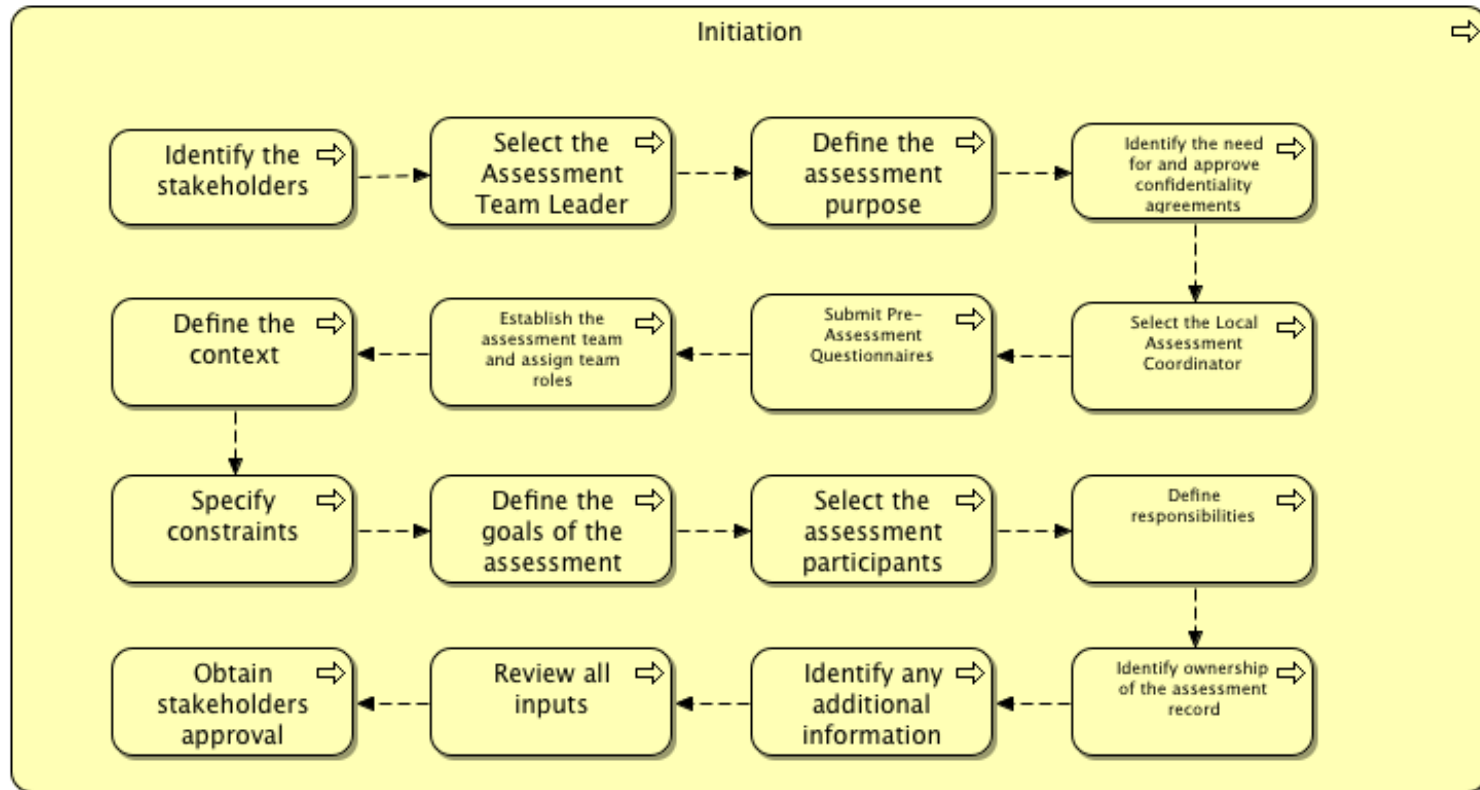 Initiation
Identify the
stakeholders
Select the
Assessment
Team Leader
Define the
assessment
purpose
Identify the need
for and approve
confidentiality
agreements
Define the
context
Establish the
assessment team
and assign team
roles
Submit Pre-
Assessment
Questionnaires
Select the Local
Assessment
Coordinator
Specify
constraints
Define the
goals of the
assessment
Select the
assessment
participants
Define
responsibilities
Obtain
stakeholders
approval
Review all
inputs
Identify any
additional
information
Identify ownership
of the assessment
record